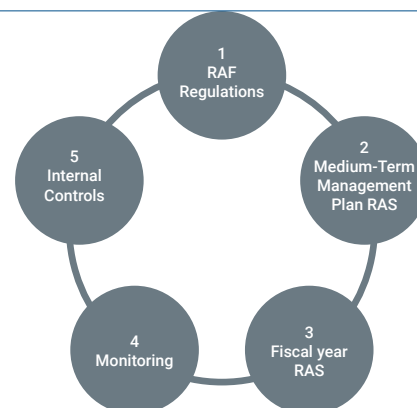 1
RAF
Regulations
2
Medium-Term
Management
Plan RAS
3
Fiscal year
RAS
4
Monitoring
5
Internal
Controls